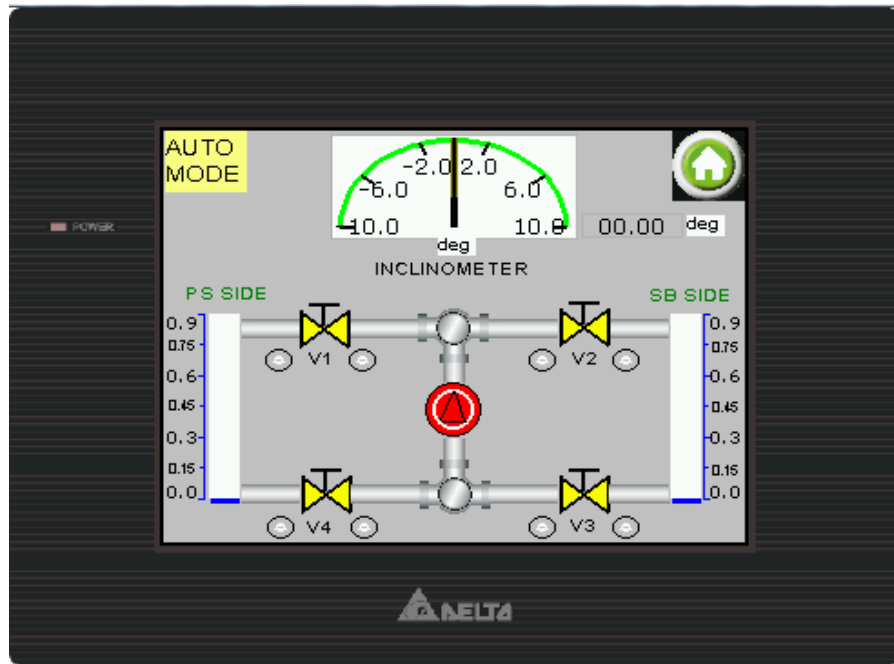 AUTO
MODE
-2.0 2.0
-6.0 6.0
-10.0 10.0
00.00 deg
deg
INCLINOMETER
PS SIDE
SB SIDE
0.9
0.75
0.6
0.45
0.3
0.15
0.0
V1
V2
V4
V3
0.9
0.75
0.6
0.45
0.3
0.15
0.0
POWER
DELTA